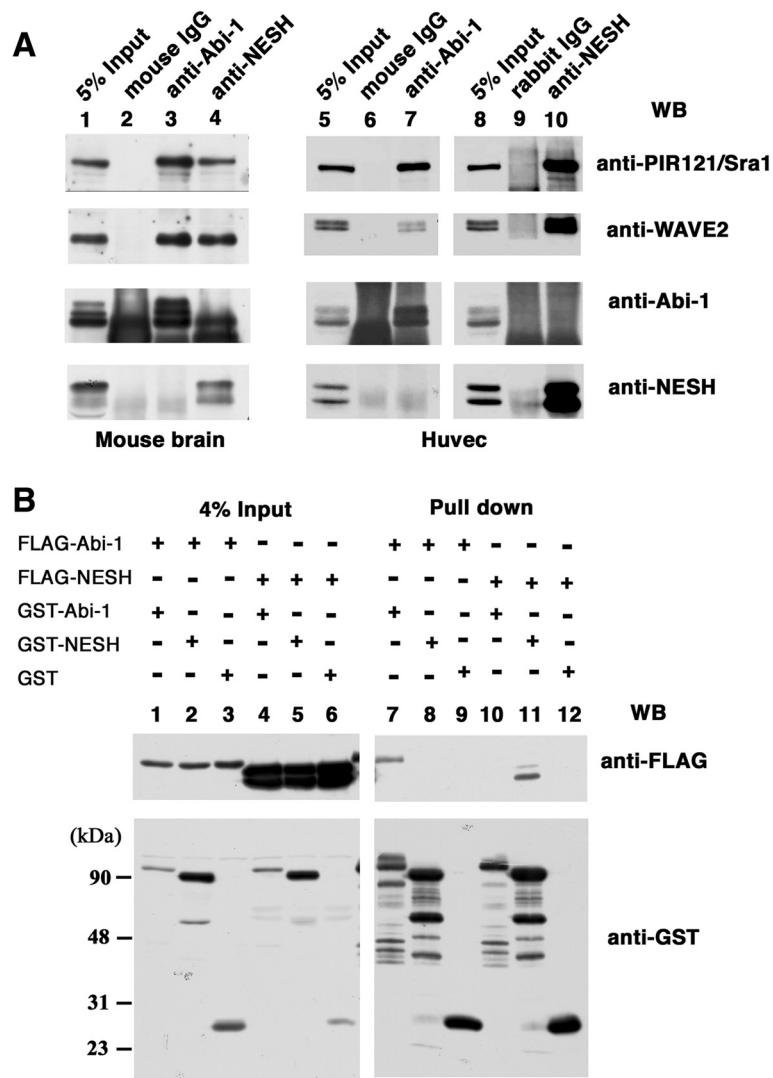 A
5% Input mouse IgG anti-Abi-1 anti-NESH 5% Input mouse IgG anti-Abi-1 5% Input rabbit IgG anti-NESH
1 2 3 4 5 6 7 8 9 10 WB
anti-PIR121/Sra1
anti-WAVE2
anti-Abi-1
anti-NESH
Mouse brain Huvec
B
4% Input Pull down
FLAG-Abi-1 + + + - - - + + + - - -
FLAG-NESH - - - + + + - - - + + +
GST-Abi-1 + - - + - - + - - + - -
GST-NESH - + - - + - - + - - + -
GST - - + - - + - - + - - +
1 2 3 4 5 6 7 8 9 10 11 12 WB
anti-FLAG
(kDa)
90
48
anti-GST
31
23